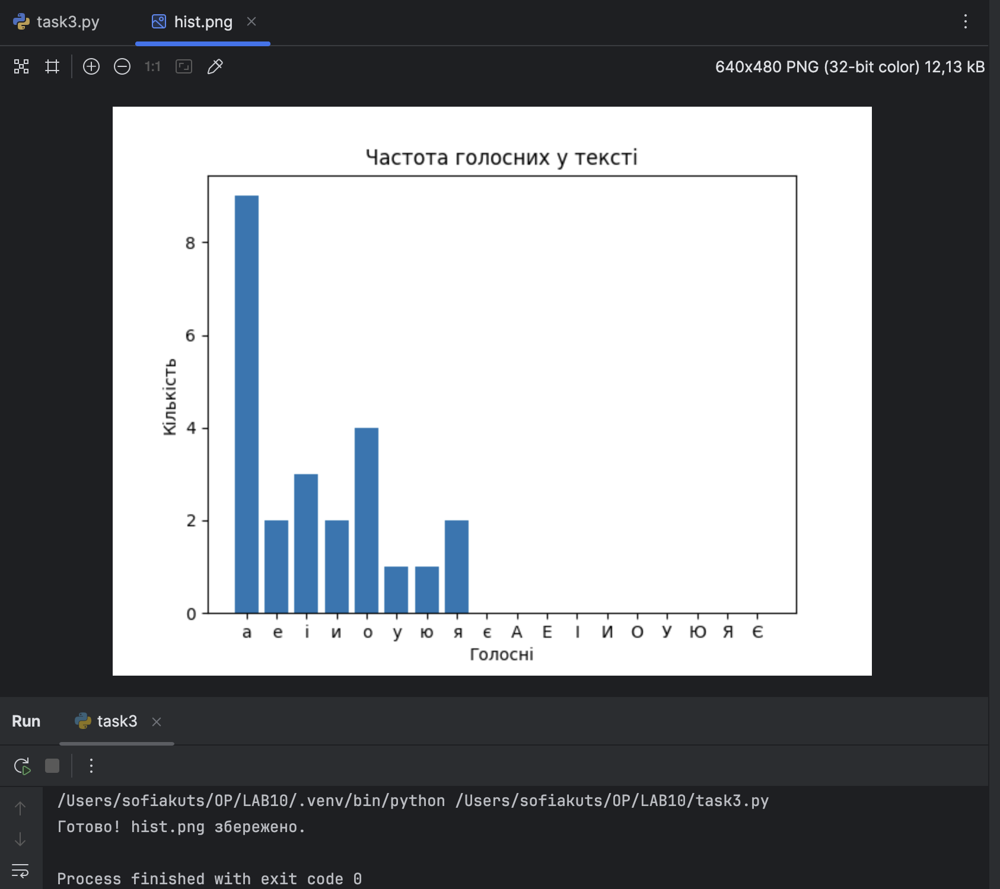 task3.py
hist.png
1:1
640x480 PNG (32-bit color) 12,13 kB
Частота голосних у тексті
8
6
4
2
0
Кількість
а е і и о у ю я є А Е І И О У Ю Я Є
Голосні
Run
task3
/Users/sofiakuts/OP/LAB10/.venv/bin/python /Users/sofiakuts/OP/LAB10/task3.py
Готово! hist.png збережено.
Process finished with exit code 0